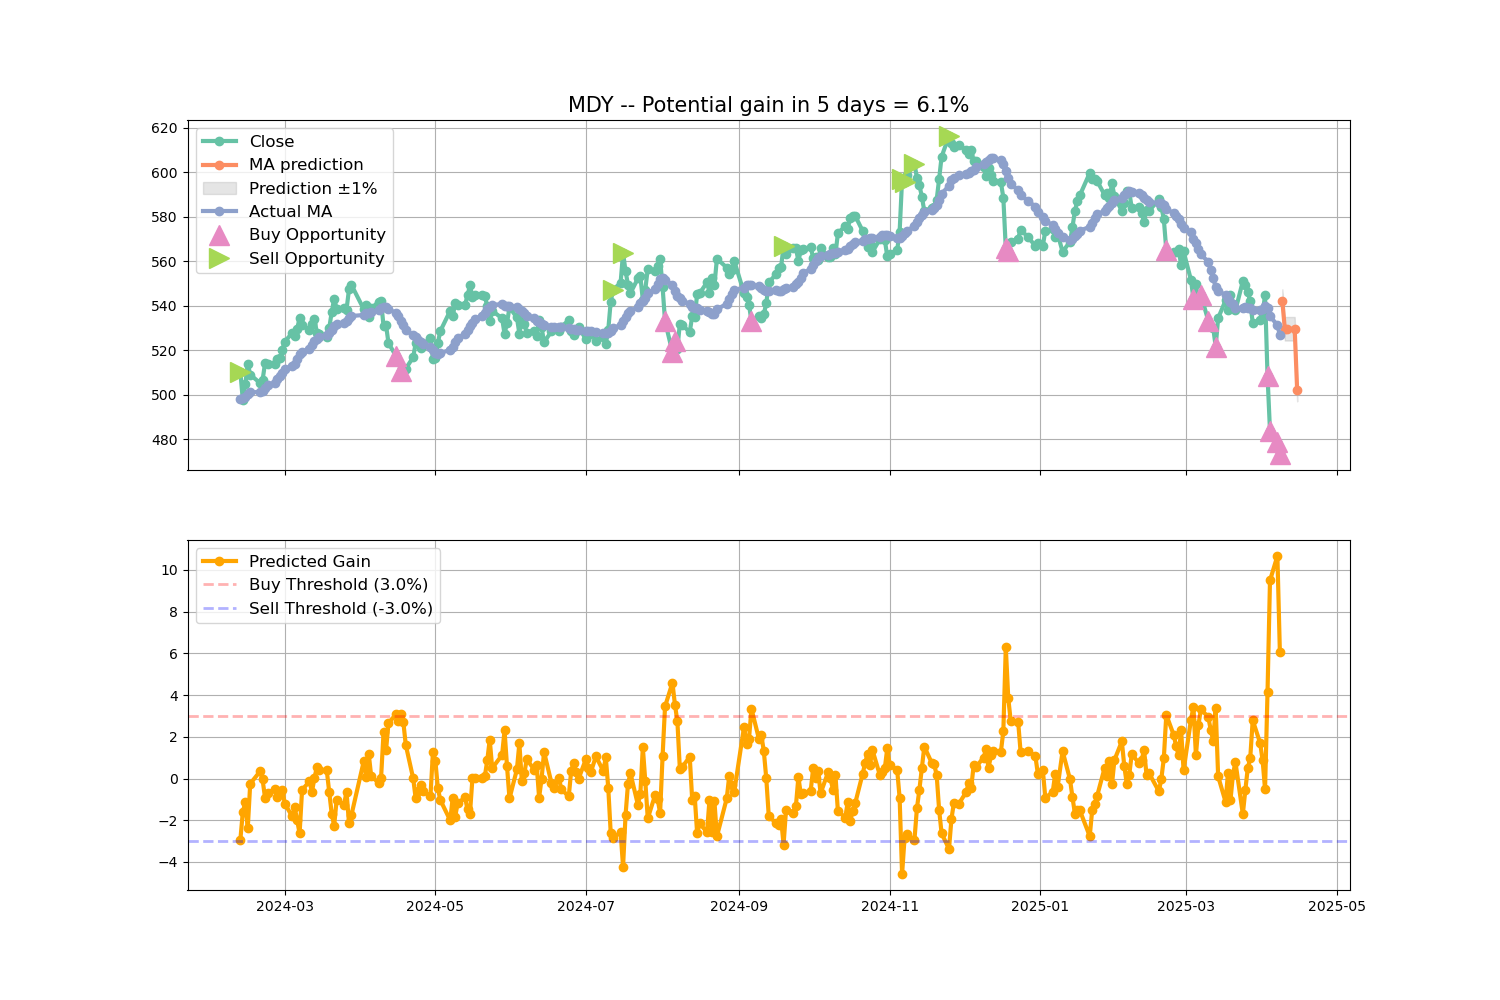 MDY -- Potential gain in 5 days = 6.1%
620
600
580
560
540
520
500
480
Close
MA prediction
Prediction ±1%
Actual MA
Buy Opportunity
Sell Opportunity
10
8
6
4
2
0
−2
−4
Predicted Gain
Buy Threshold (3.0%)
Sell Threshold (-3.0%)
2024-03
2024-05
2024-07
2024-09
2024-11
2025-01
2025-03
2025-05